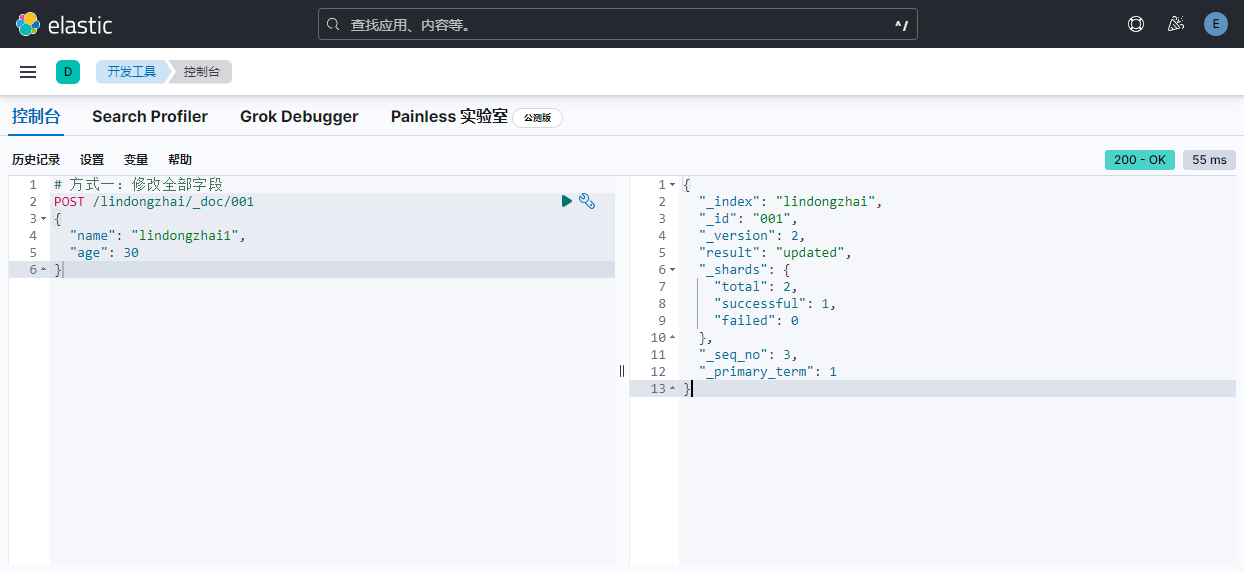 elastic
查找应用、内容等。
^/
E
D
开发工具
控制台
控制台
Search Profiler
Grok Debugger
Painless 实验室
公测版
历史记录
设置
变量
帮助
200 - OK
55 ms
1 # 方式一：修改全部字段
2 POST /lindongzhai/_doc/001
3 {
4 "name": "lindongzhai1",
5 "age": 30
6 }
1 {
2 "_index": "lindongzhai",
3 "_id": "001",
4 "_version": 2,
5 "result": "updated",
6 "_shards": {
7 "total": 2,
8 "successful": 1,
9 "failed": 0
10 },
11 "_seq_no": 3,
12 "_primary_term": 1
13 }